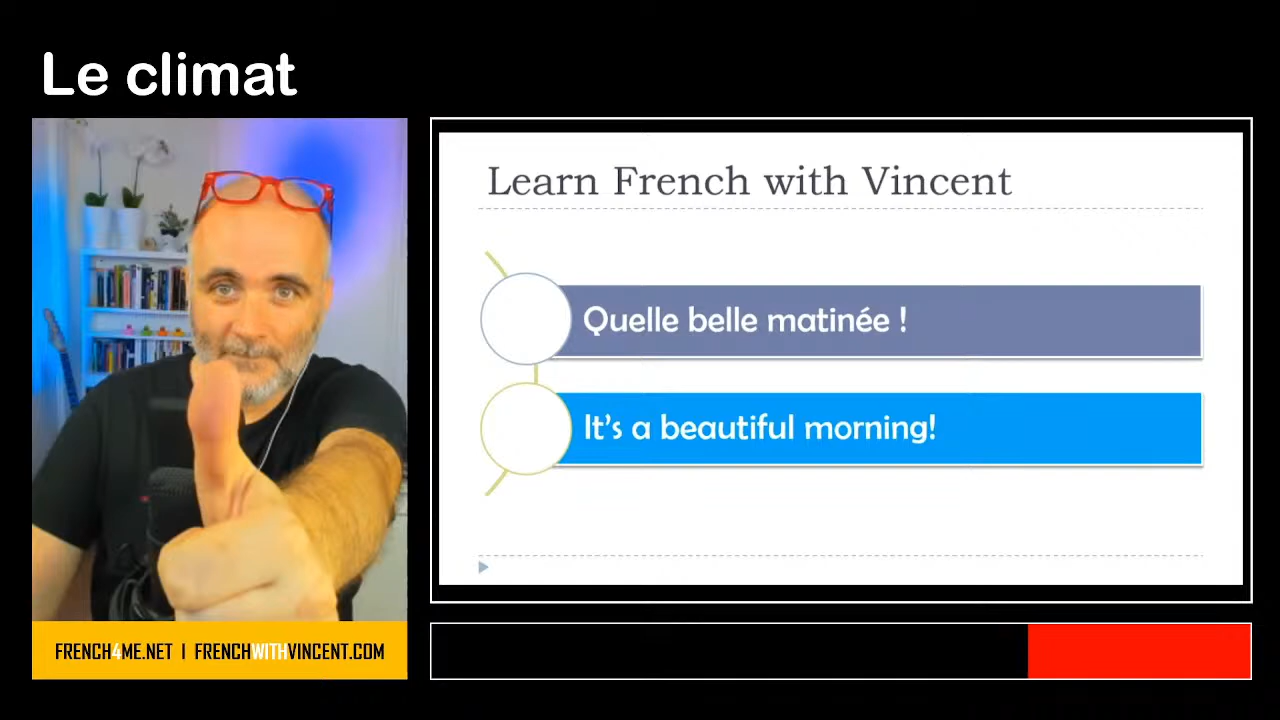 Le climat
Learn French with Vincent
Quelle belle matinée !
It's a beautiful morning!
FRENCH4ME.NET | FRENCHWITHVINCENT.COM